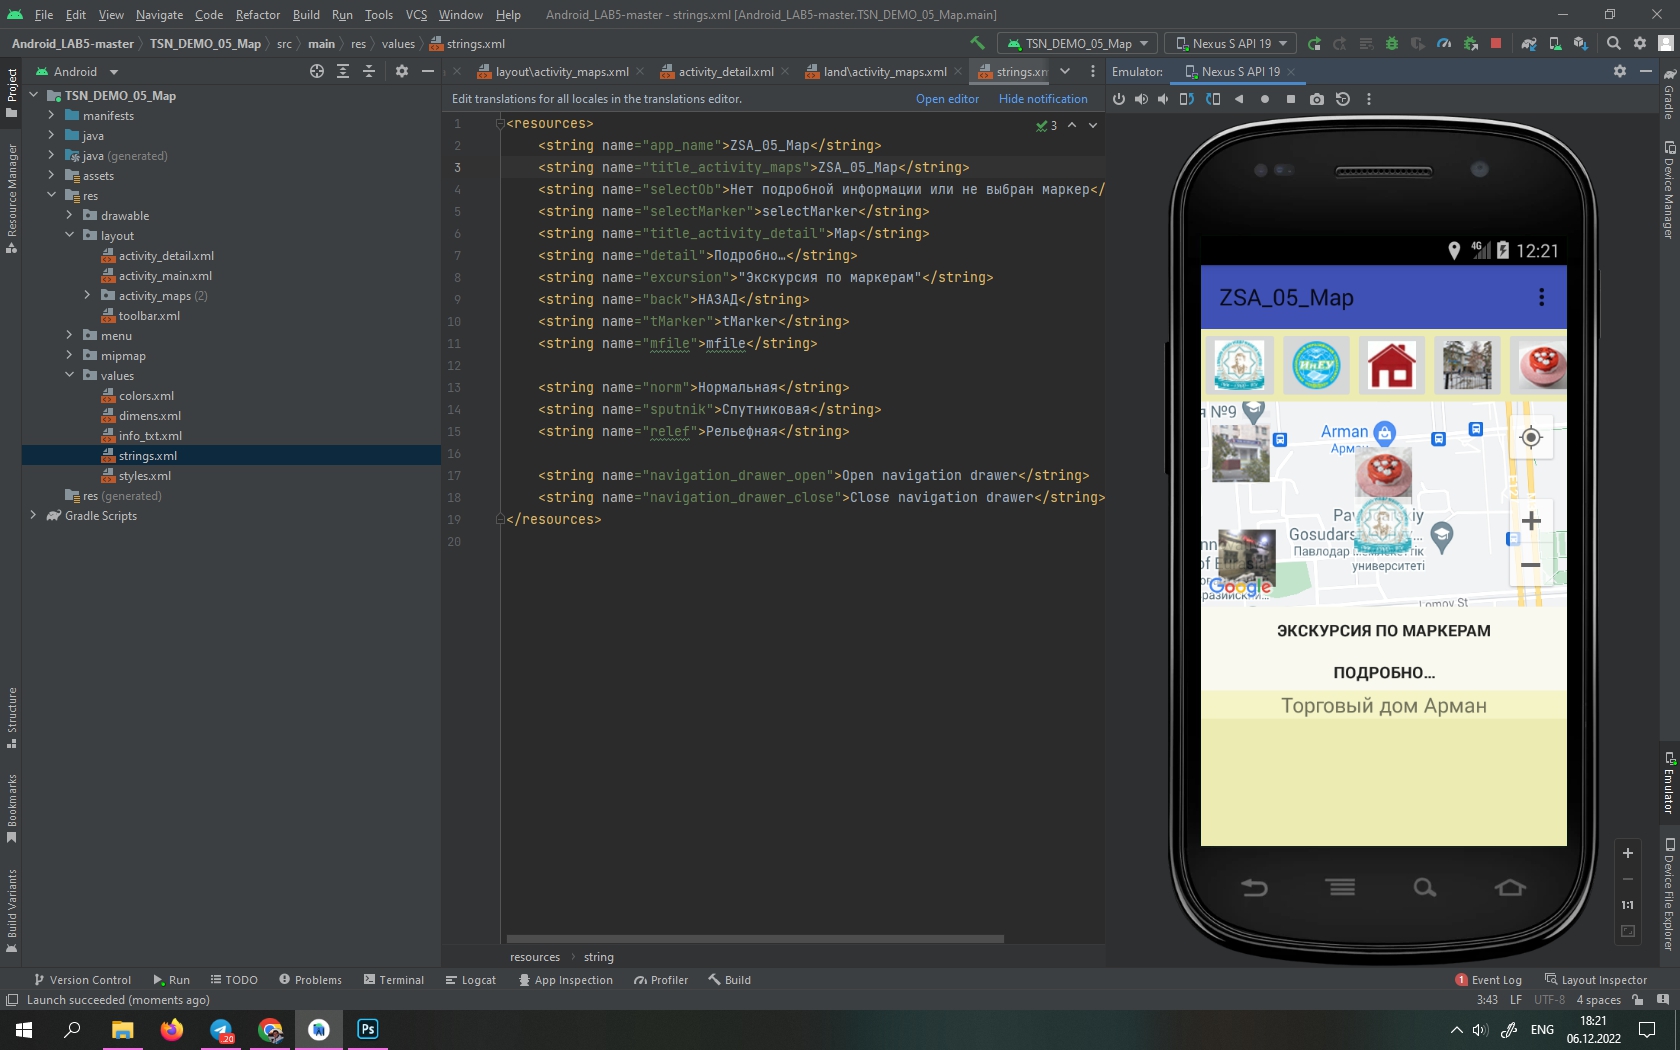 File Edit View Navigate Code Refactor Build Run Tools VCS Window Help Android_LAB5-master - strings.xml [Android_LAB5-master.TSN_DEMO_05_Map.main]
Android_LAB5-master TSN_DEMO_05_Map src main res values strings.xml TSN_DEMO_05_Map Nexus S API 19
Android layout\activity_maps.xml activity_detail.xml land\activity_maps.xml strings.xn Emulator: Nexus S API 19
Edit translations for all locales in the translations editor. Open editor Hide notification
Project
Resource Manager
Structure
Bookmarks
Build Variants
TSN_DEMO_05_Map
manifests
java
java (generated)
assets
res
drawable
layout
activity_detail.xml
activity_main.xml
activity_maps (2)
toolbar.xml
menu
mipmap
values
colors.xml
dimens.xml
info_txt.xml
strings.xml
styles.xml
res (generated)
Gradle Scripts
3
1 <resources>
2 <string name="app_name">ZSA_05_Map</string>
3 <string name="title_activity_maps">ZSA_05_Map</string>
4 <string name="selectOb">Нет подробной информации или не выбран маркер</
5 <string name="selectMarker">selectMarker</string>
6 <string name="title_activity_detail">Map</string>
7 <string name="detail">Подробно…</string>
8 <string name="excursion">"Экскурсия по маркерам"</string>
9 <string name="back">НАЗАД</string>
10 <string name="tMarker">tMarker</string>
11 <string name="mfile">mfile</string>
12
13 <string name="norm">Нормальная</string>
14 <string name="sputnik">Спутниковая</string>
15 <string name="relef">Рельефная</string>
16
17 <string name="navigation_drawer_open">Open navigation drawer</string>
18 <string name="navigation_drawer_close">Close navigation drawer</string>
19 </resources>
20
resources string
4G 12:21
ZSA_05_Map
ИнЕУ
я №9
Arman
Арма
Gosudars
Павлодар
университеті
Google
Lomov St
ЭКСКУРСИЯ ПО МАРКЕРАМ
ПОДРОБНО…
Торговый дом Арман
1:1
Gradle
Device Manager
Emulator
Device File Explorer
Version Control Run TODO Problems Terminal Logcat App Inspection Profiler Build 1 Event Log Layout Inspector
Launch succeeded (moments ago) 3:43 LF UTF-8 4 spaces
20 Ps ENG 18:21
06.12.2022